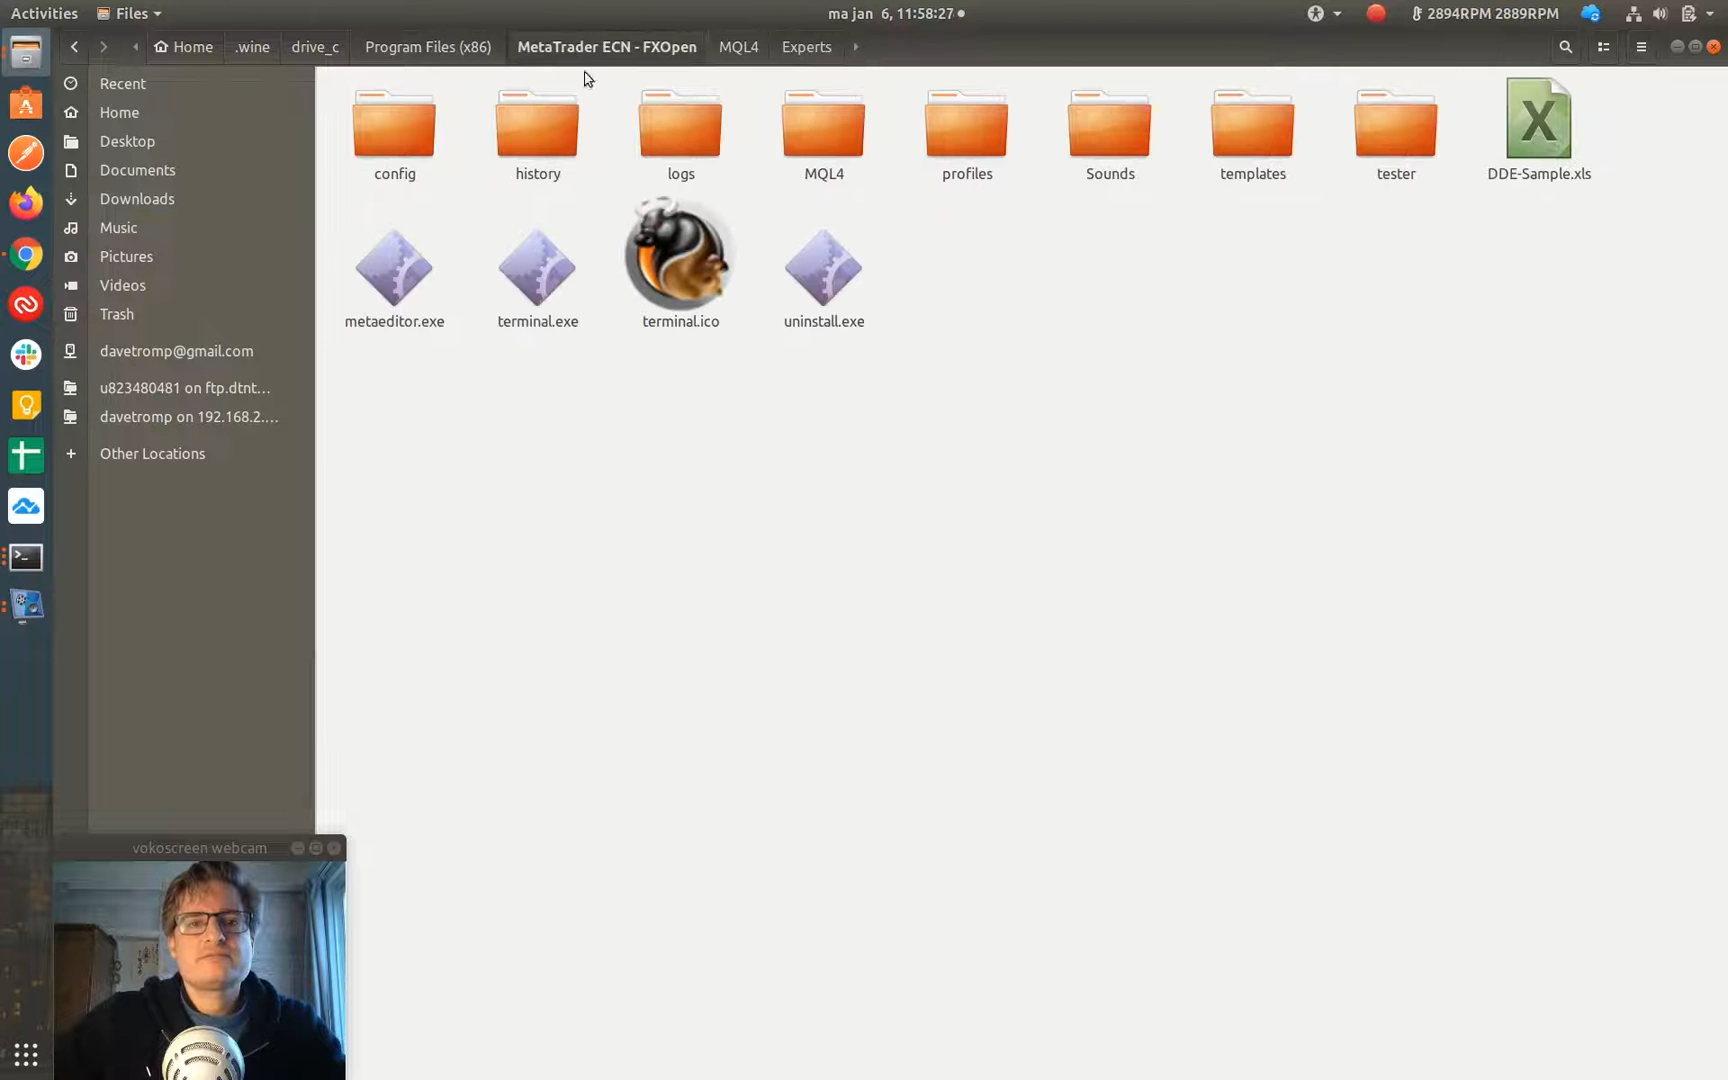 Activities Files ma jan 6, 11:58:27 2894RPM 2889RPM
Home .wine drive_c Program Files (x86) MetaTrader ECN - FXOpen MQL4 Experts
Recent
Home
Desktop
Documents
Downloads
Music
Pictures
Videos
Trash
davetromp@gmail.com
u823480481 on ftp.dtnt...
davetromp on 192.168.2....
Other Locations
config history logs MQL4 profiles Sounds templates tester DDE-Sample.xls
metaeditor.exe terminal.exe terminal.ico uninstall.exe
vokoscreen webcam